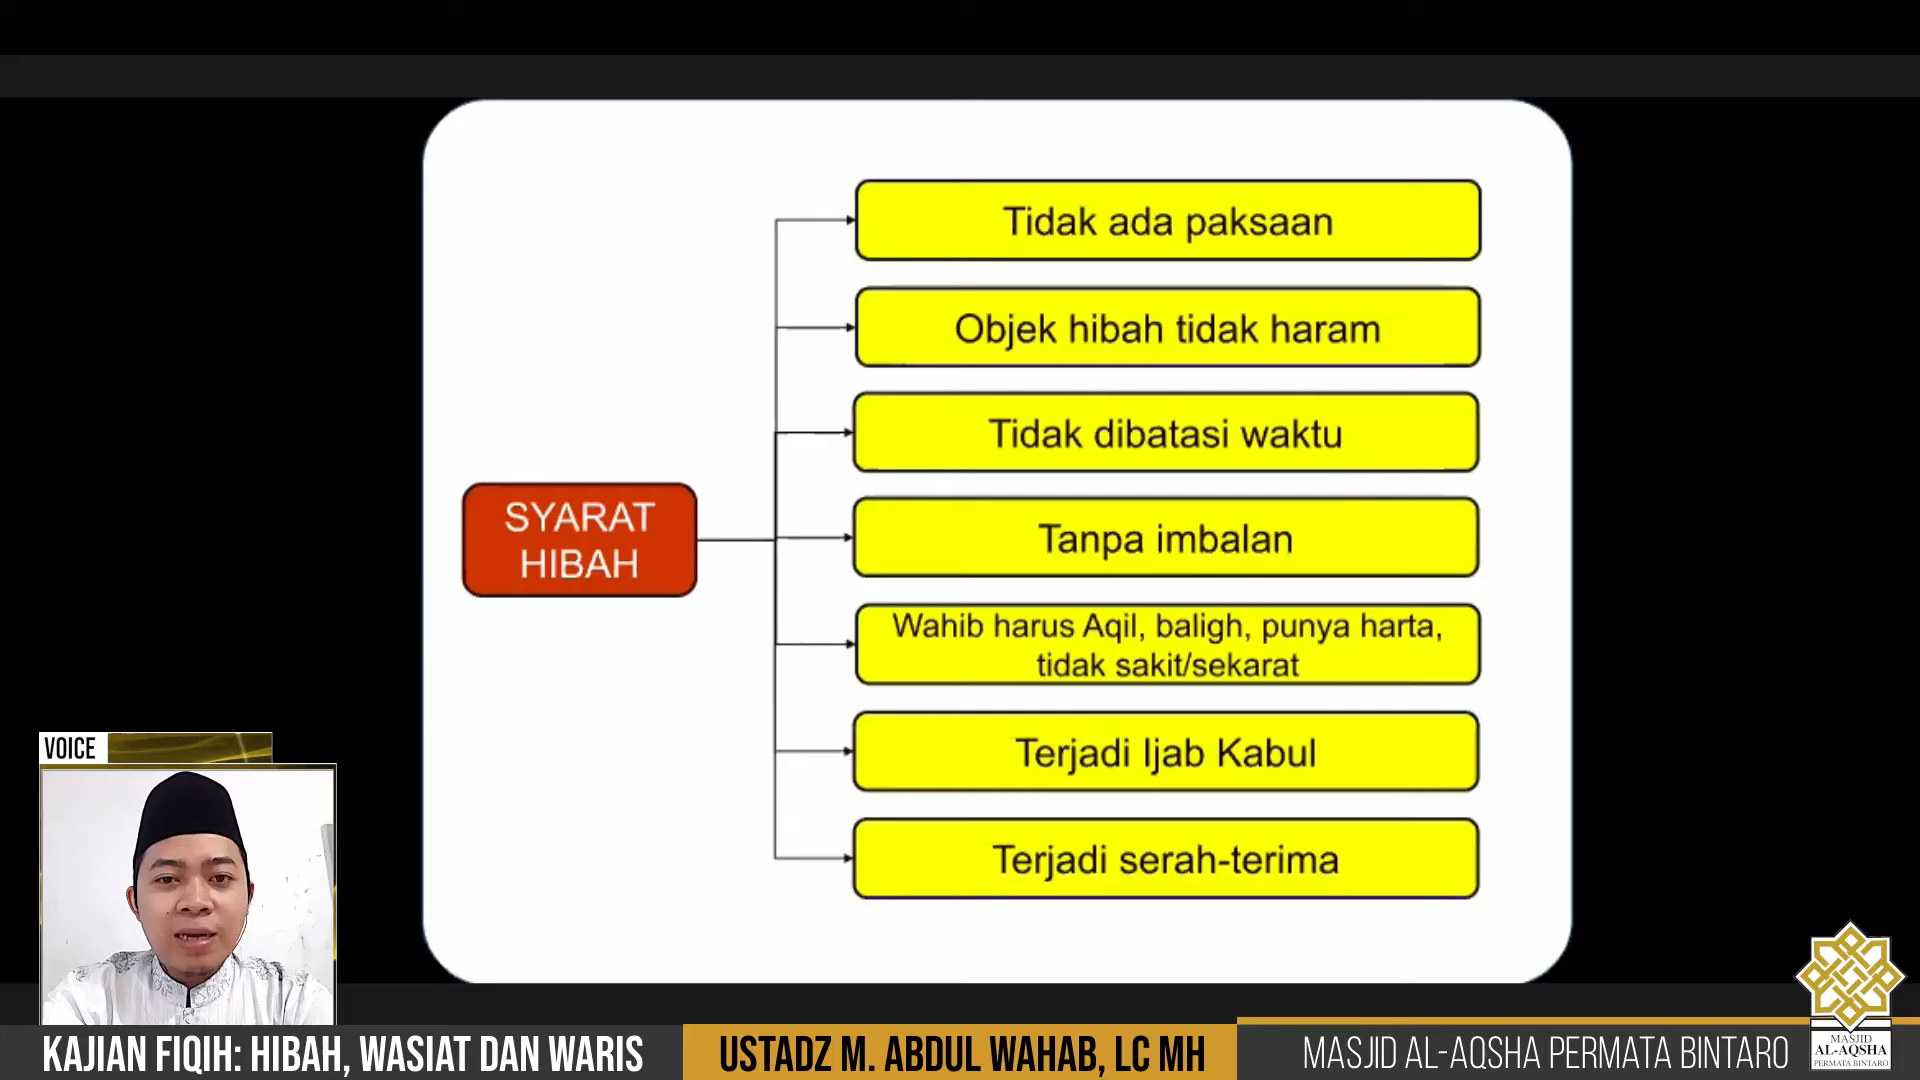 Tidak ada paksaan
Objek hibah tidak haram
Tidak dibatasi waktu
SYARAT
HIBAH
Tanpa imbalan
Wahib harus Aqil, baligh, punya harta,
tidak sakit/sekarat
Terjadi Ijab Kabul
Terjadi serah-terima
VOICE
KAJIAN FIQIH: HIBAH, WASIAT DAN WARIS
USTADZ M. ABDUL WAHAB, LC MH
MASJID AL-AQSHA PERMATA BINTARO
MASJID
AL-AQSHA
PERMATA BINTARO